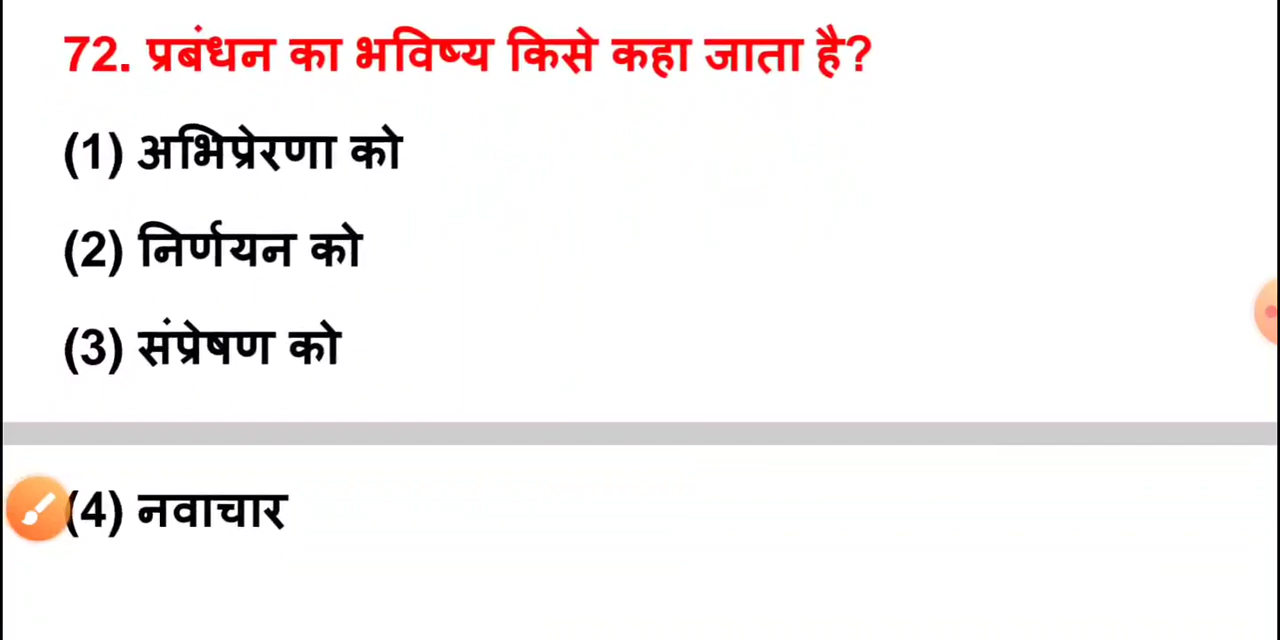 72. प्रबंधन का भविष्य किसे कहा जाता है?
(1) अभिप्रेरणा को
(2) निर्णयन को
(3) संप्रेषण को
(4) नवाचार